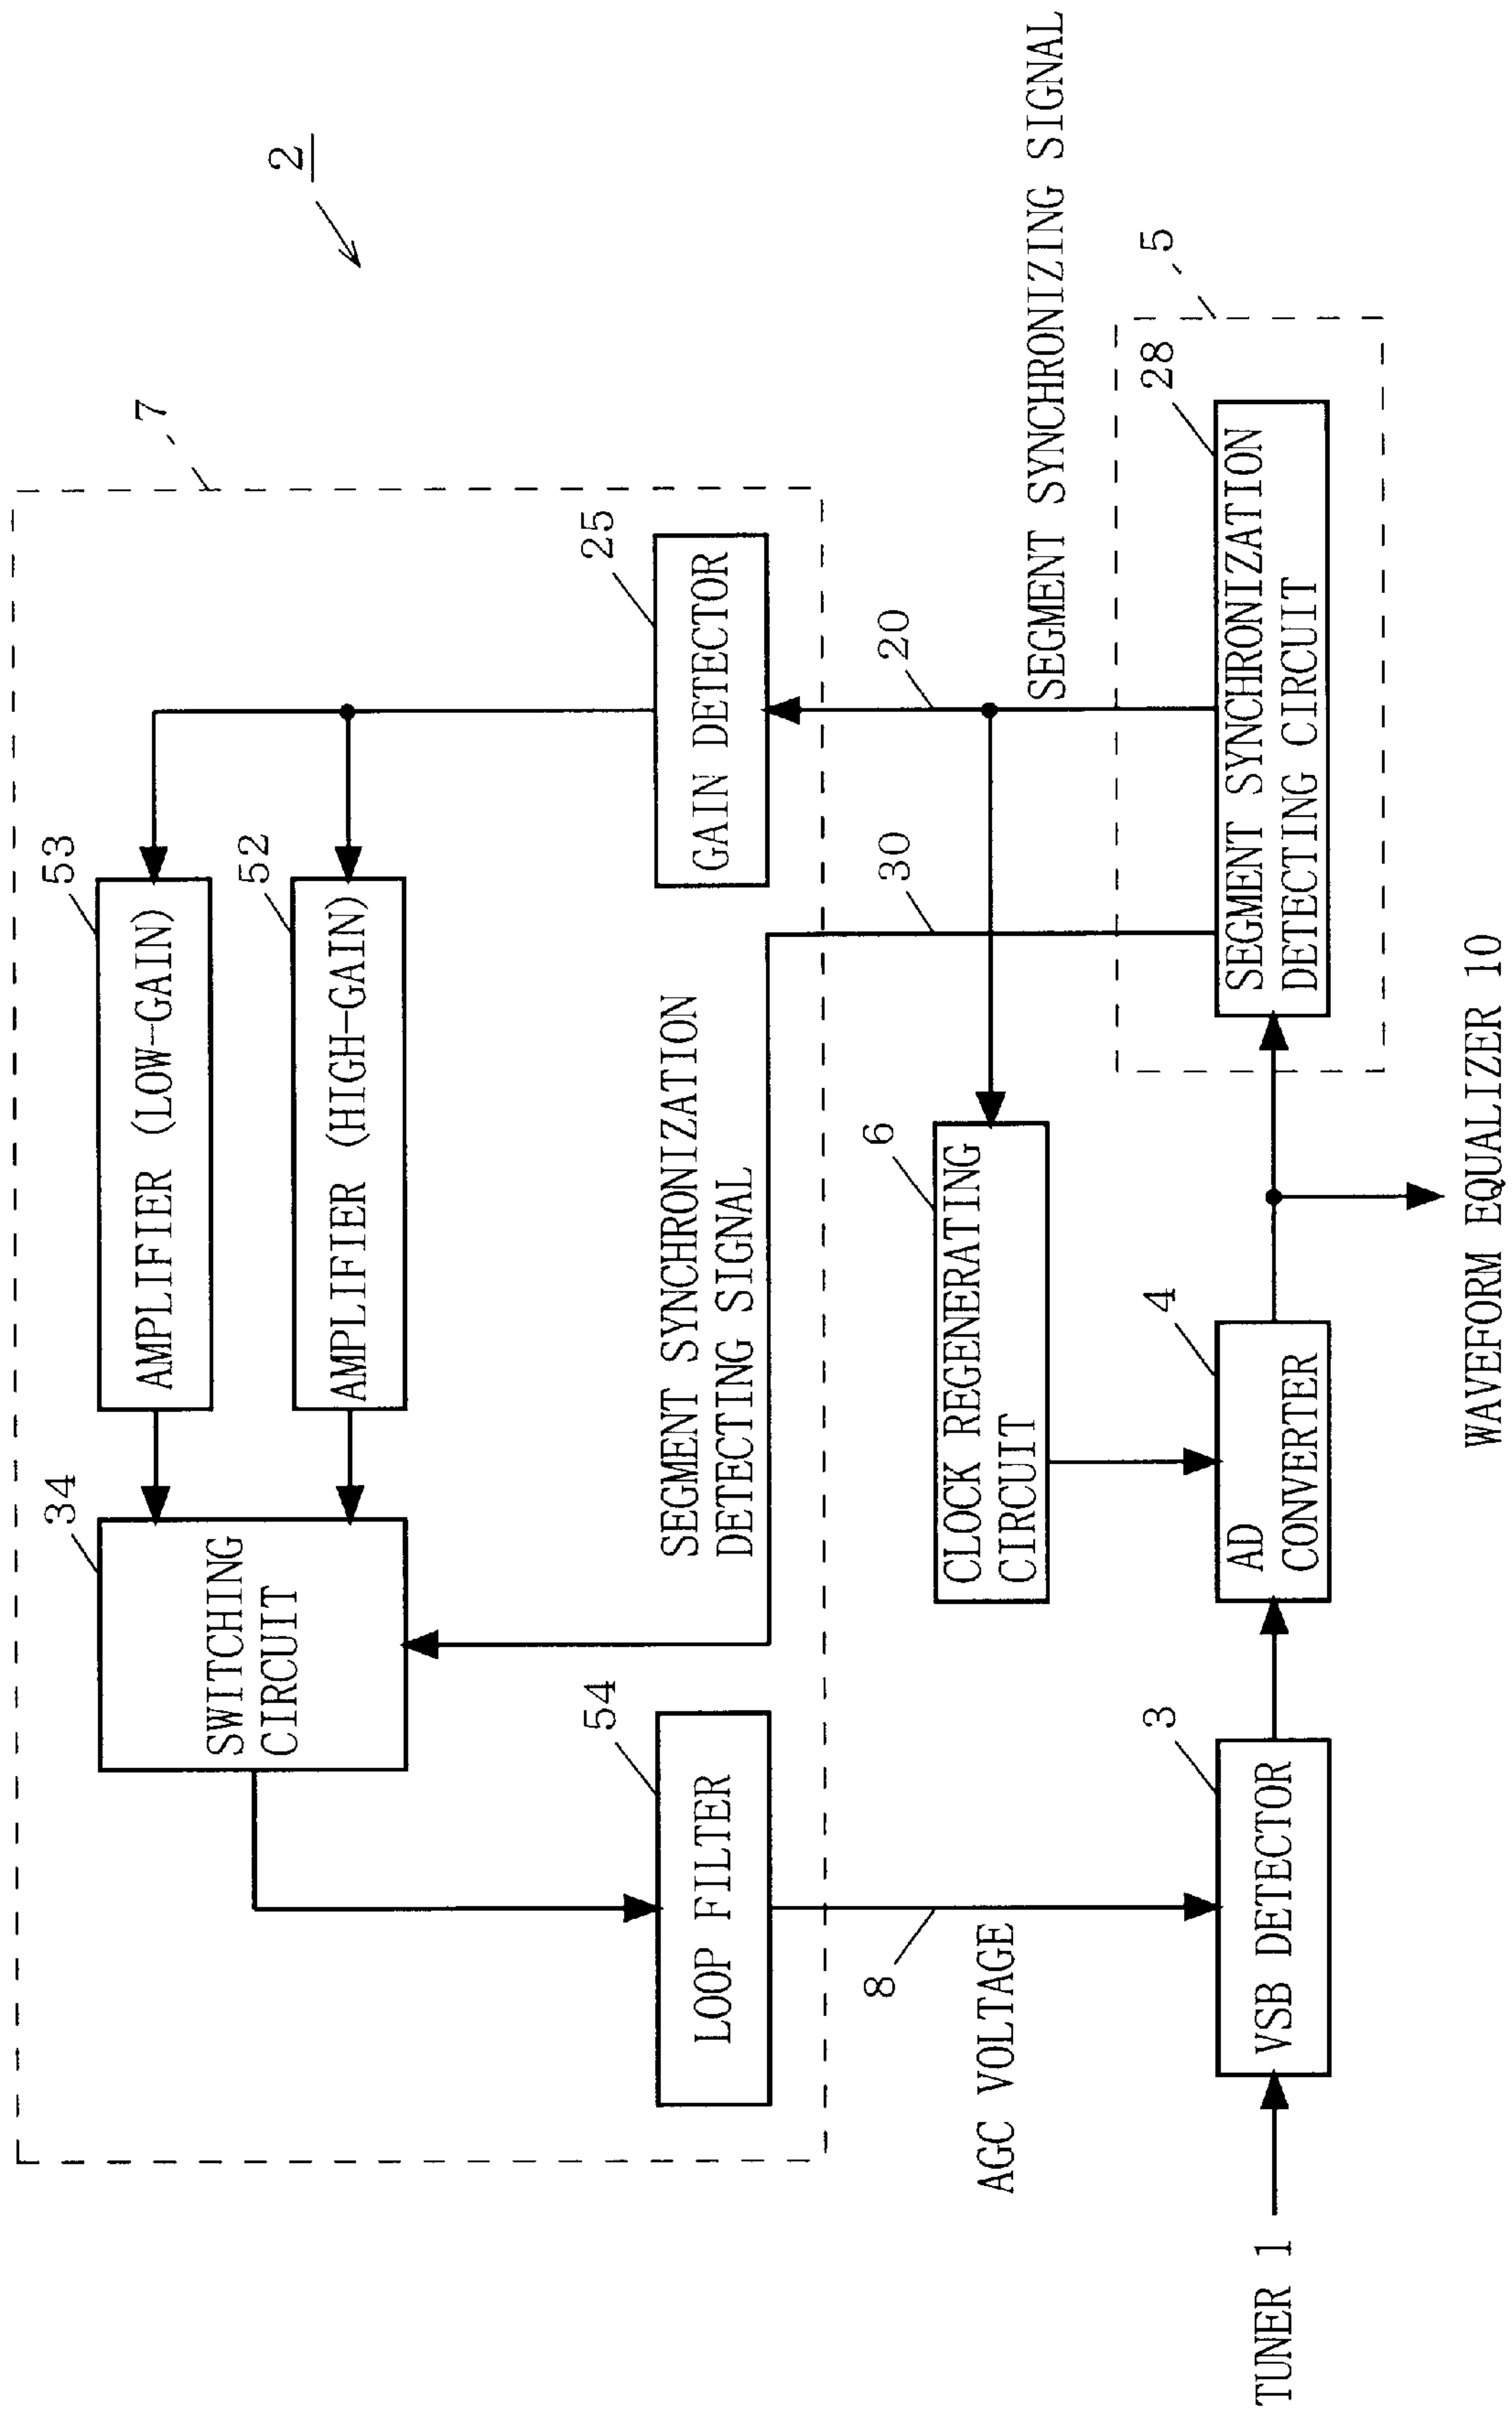 2
7
53
AMPLIFIER (LOW-GAIN)
52
AMPLIFIER (HIGH-GAIN)
34
SWITCHING
CIRCUIT
25
GAIN DETECTOR
54
LOOP FILTER
SEGMENT SYNCHRONIZATION
DETECTING SIGNAL
30
20
SEGMENT SYNCHRONIZING SIGNAL
8
AGC VOLTAGE
6
CLOCK REGENERATING
CIRCUIT
5
28
SEGMENT SYNCHRONIZATION
DETECTING CIRCUIT
4
AD
CONVERTER
3
VSB DETECTOR
TUNER 1
WAVEFORM EQUALIZER 10